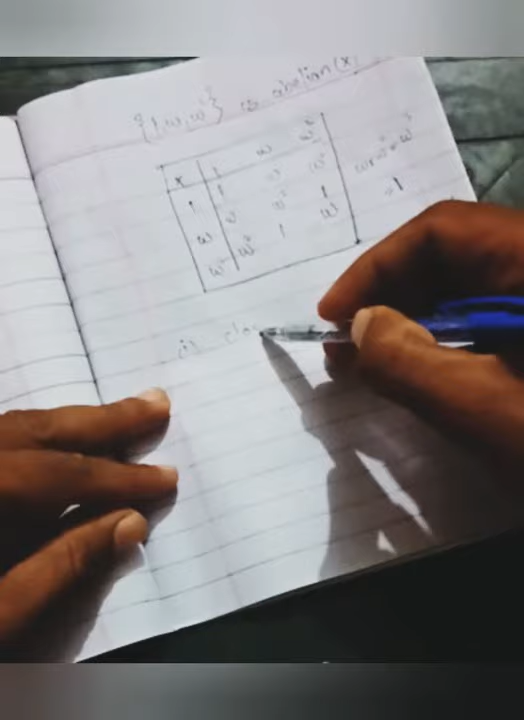 {1, ω, ω²} is abelian (x)
x 1 ω ω²
1 1 ω ω²
ω ω ω² 1
ω² ω² 1 ω
ω × ω² = ω³
= 1